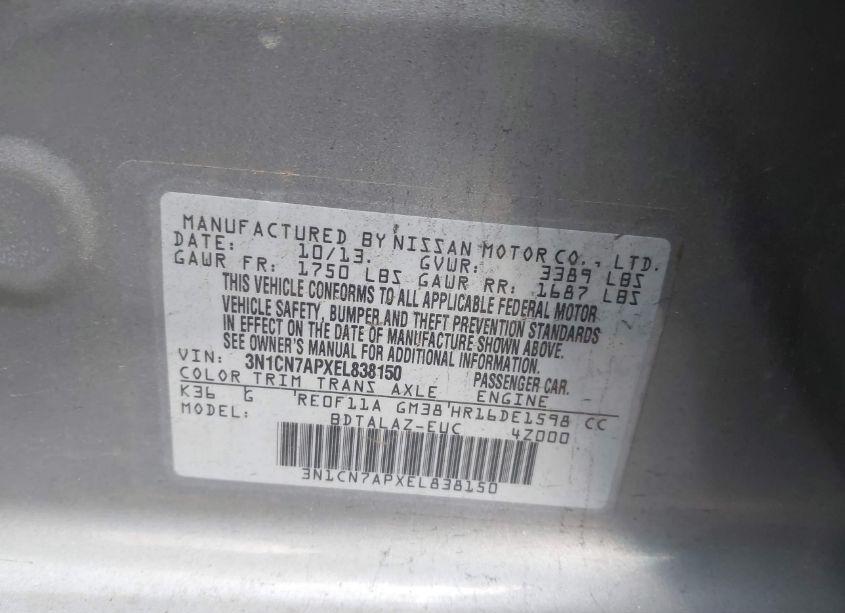 MANUFACTURED BY NISSAN MOTOR CO., LTD.
DATE: 10/13. GVWR: 3389 LBS
GAWR FR: 1750 LBS GAWR RR: 1687 LBS
THIS VEHICLE CONFORMS TO ALL APPLICABLE FEDERAL MOTOR
VEHICLE SAFETY, BUMPER AND THEFT PREVENTION STANDARDS
IN EFFECT ON THE DATE OF MANUFACTURE SHOWN ABOVE.
SEE OWNER'S MANUAL FOR ADDITIONAL INFORMATION.
VIN: 3N1CN7APXEL838150 PASSENGER CAR.
COLOR TRIM TRANS AXLE ENGINE
K36 G REOF11A GM38 HR16DE1598 CC
MODEL: BDTALAZ-EUC 4Z000
3N1CN7APXEL838150